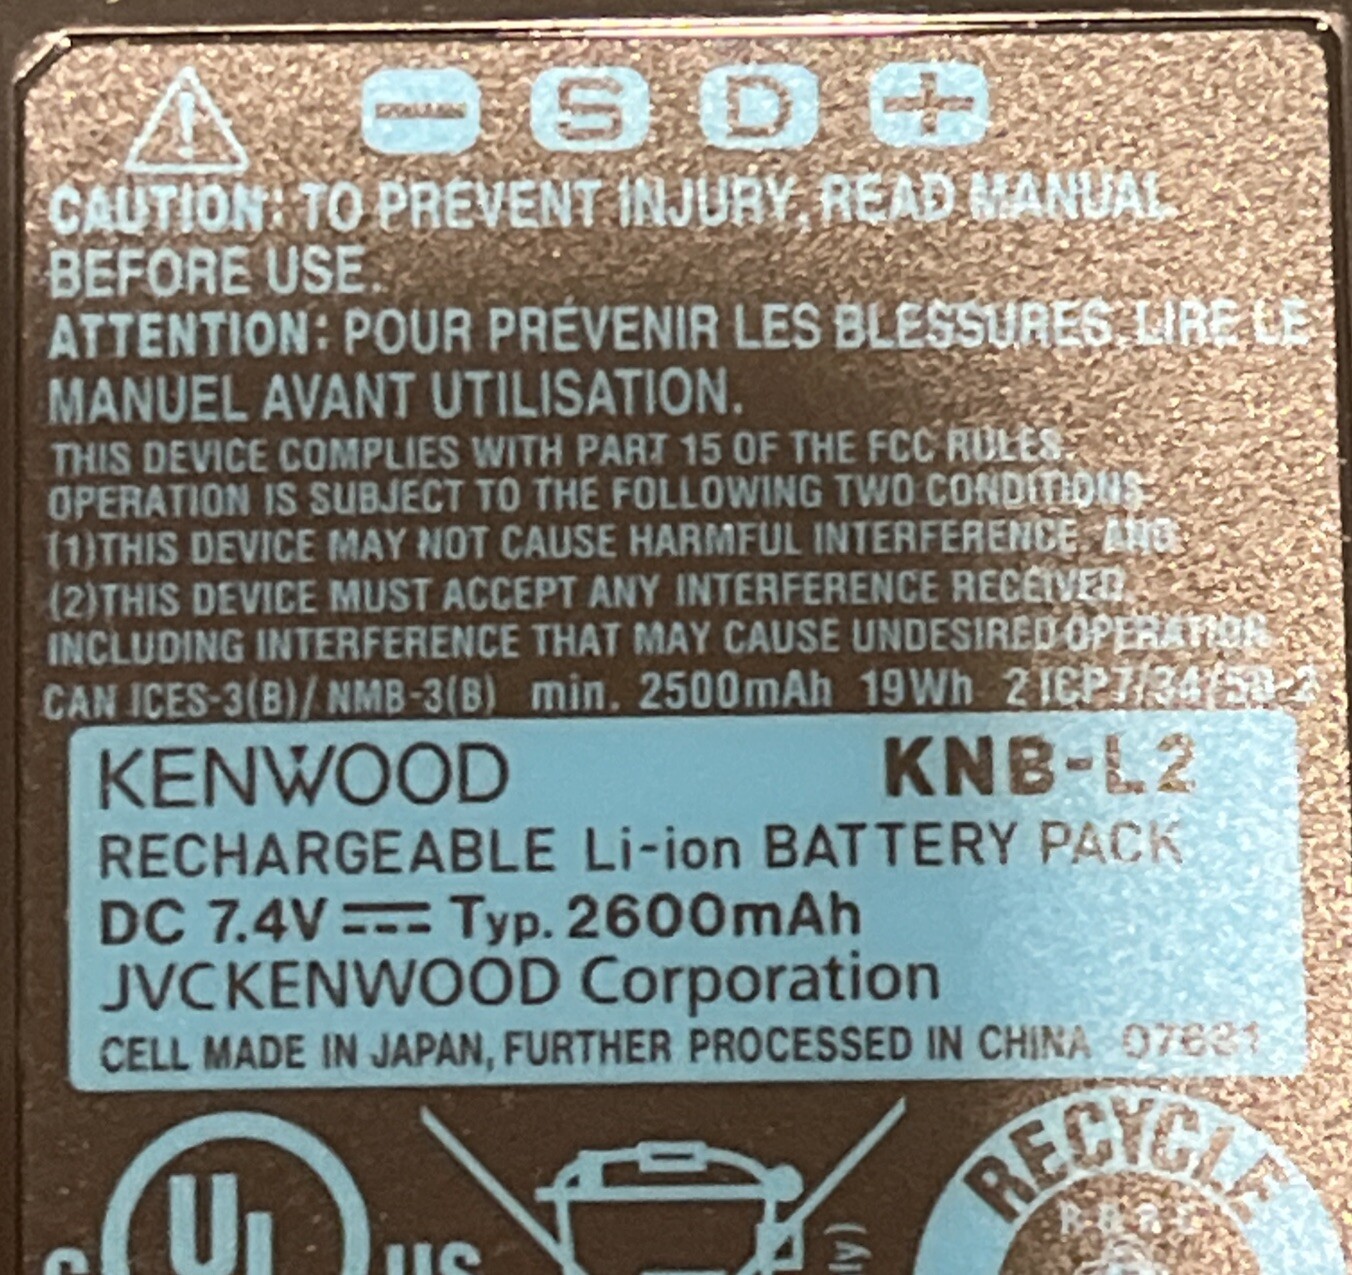 − S D +
CAUTION: TO PREVENT INJURY, READ MANUAL
BEFORE USE.
ATTENTION: POUR PRÉVENIR LES BLESSURES, LIRE LE
MANUEL AVANT UTILISATION.
THIS DEVICE COMPLIES WITH PART 15 OF THE FCC RULES.
OPERATION IS SUBJECT TO THE FOLLOWING TWO CONDITIONS:
(1)THIS DEVICE MAY NOT CAUSE HARMFUL INTERFERENCE, AND
(2)THIS DEVICE MUST ACCEPT ANY INTERFERENCE RECEIVED,
INCLUDING INTERFERENCE THAT MAY CAUSE UNDESIRED OPERATION.
CAN ICES-3(B)/ NMB-3(B) min. 2500mAh 19Wh
KENWOOD KNB-L2
RECHARGEABLE Li-ion BATTERY PACK
DC 7.4V Typ. 2600mAh
JVCKENWOOD Corporation
CELL MADE IN JAPAN, FURTHER PROCESSED IN CHINA
RECYCLE
RBRC
C UL US